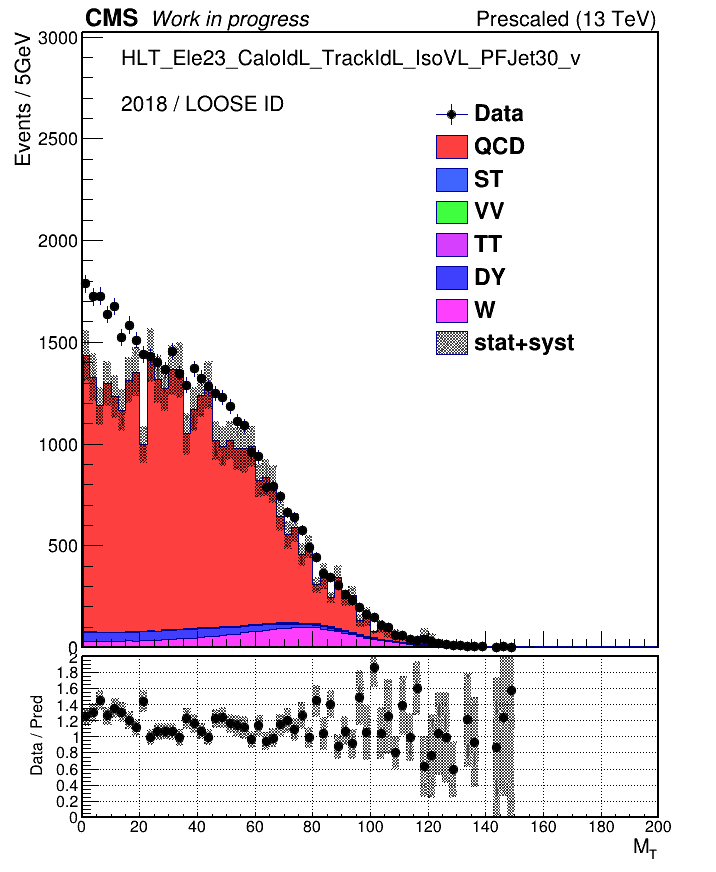 CMS Work in progress Prescaled (13 TeV)
Events / 5GeV
3000
2500
2000
1500
1000
500
0
HLT_Ele23_CaloIdL_TrackIdL_IsoVL_PFJet30_v
2018 / LOOSE ID
Data
QCD
ST
VV
TT
DY
W
stat+syst
Data / Pred
2
1.8
1.6
1.4
1.2
1
0.8
0.6
0.4
0.2
0
0 20 40 60 80 100 120 140 160 180 200
M_T